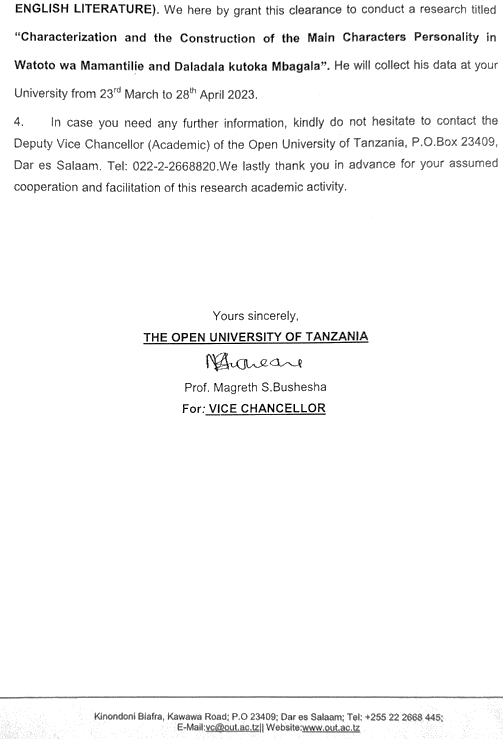 ENGLISH LITERATURE). We here by grant this clearance to conduct a research titled
“Characterization and the Construction of the Main Characters Personality in
Watoto wa Mamantilie and Daladala kutoka Mbagala”. He will collect his data at your
University from 23rd March to 28th April 2023.
4. In case you need any further information, kindly do not hesitate to contact the
Deputy Vice Chancellor (Academic) of the Open University of Tanzania, P.O.Box 23409,
Dar es Salaam. Tel: 022-2-2668820.We lastly thank you in advance for your assumed
cooperation and facilitation of this research academic activity.
Yours sincerely,
THE OPEN UNIVERSITY OF TANZANIA
Prof. Magreth S.Bushesha
For: VICE CHANCELLOR
Kinondoni Biafra, Kawawa Road; P.O 23409; Dar es Salaam; Tel: +255 22 2668 445;
E-Mail:vc@out.ac.tz|| Website:www.out.ac.tz